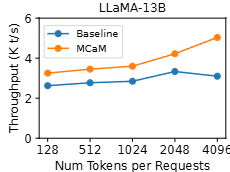 LLaMA-13B
6
4
2
0
Throughput (K t/s)
Baseline
MCaM
128 512 1024 2048 4096
Num Tokens per Requests